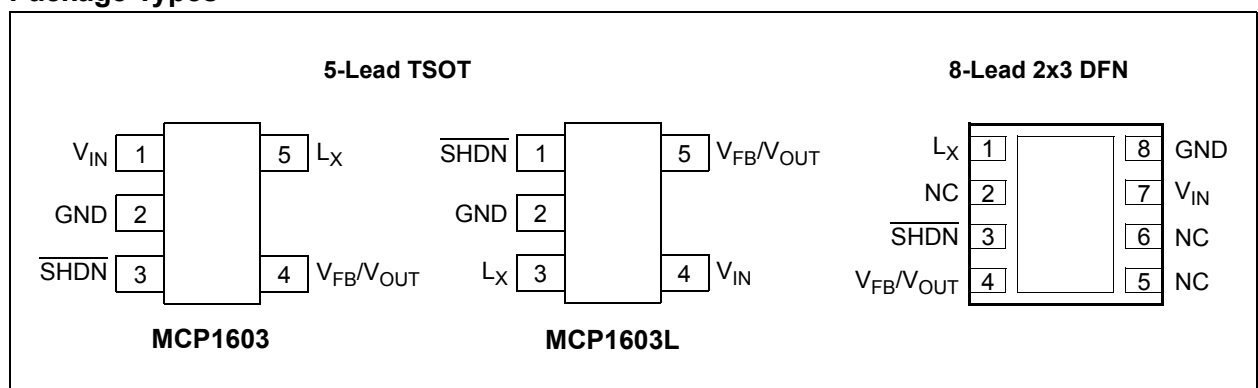 5-Lead TSOT
8-Lead 2x3 DFN
VIN 1 5 LX
GND 2
SHDN 3 4 VFB/VOUT
MCP1603
SHDN 1 5 VFB/VOUT
GND 2
LX 3 4 VIN
MCP1603L
LX 1 8 GND
NC 2 7 VIN
SHDN 3 6 NC
VFB/VOUT 4 5 NC